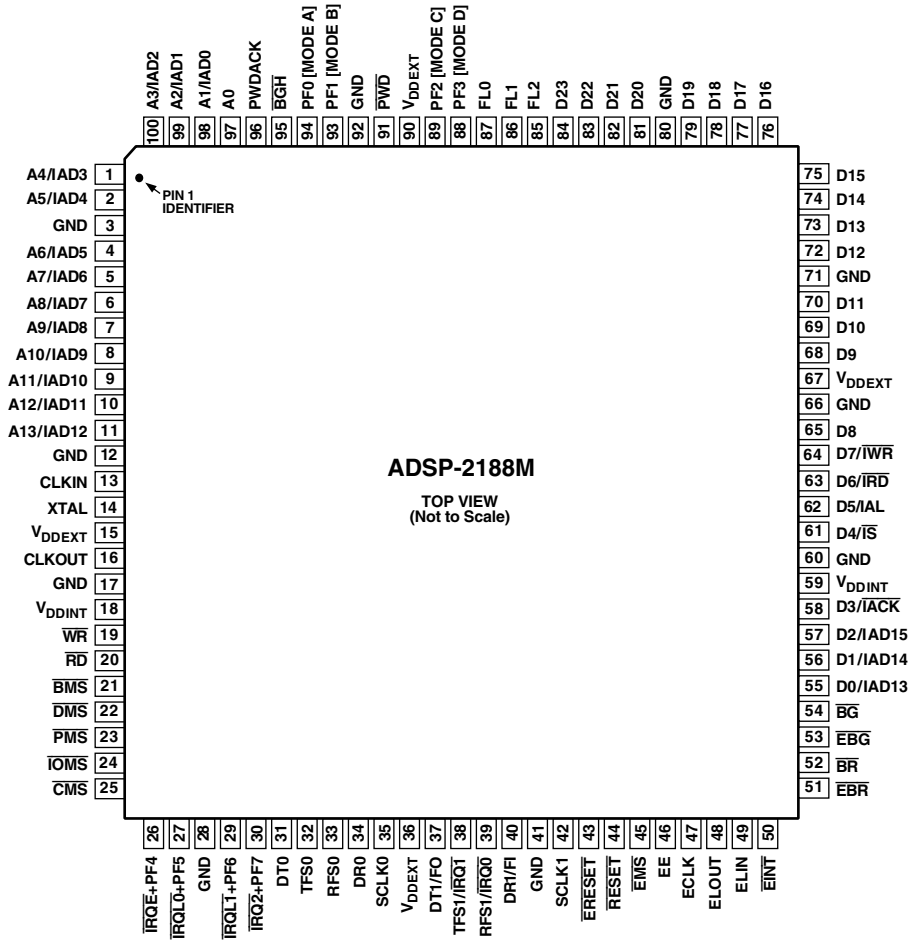 A3/IAD2
A2/IAD1
A1/IAD0
A0
PWDACK
BGH
PF0 [MODE A]
PF1 [MODE B]
GND
PWD
VDDEXT
PF2 [MODE C]
PF3 [MODE D]
FL0
FL1
FL2
D23
D22
D21
D20
GND
D19
D18
D17
D16
100
99
98
97
96
95
94
93
92
91
90
89
88
87
86
85
84
83
82
81
80
79
78
77
76
A4/IAD3 1
A5/IAD4 2
GND 3
A6/IAD5 4
A7/IAD6 5
A8/IAD7 6
A9/IAD8 7
A10/IAD9 8
A11/IAD10 9
A12/IAD11 10
A13/IAD12 11
GND 12
CLKIN 13
XTAL 14
VDDEXT 15
CLKOUT 16
GND 17
VDDINT 18
WR 19
RD 20
BMS 21
DMS 22
PMS 23
IOMS 24
CMS 25
PIN 1
IDENTIFIER
ADSP-2188M
TOP VIEW
(Not to Scale)
75 D15
74 D14
73 D13
72 D12
71 GND
70 D11
69 D10
68 D9
67 VDDEXT
66 GND
65 D8
64 D7/IWR
63 D6/IRD
62 D5/IAL
61 D4/IS
60 GND
59 VDDINT
58 D3/IACK
57 D2/IAD15
56 D1/IAD14
55 D0/IAD13
54 BG
53 EBG
52 BR
51 EBR
26
27
28
29
30
31
32
33
34
35
36
37
38
39
40
41
42
43
44
45
46
47
48
49
50
IRQE+PF4
IRQL0+PF5
GND
IRQL1+PF6
IRQ2+PF7
DT0
TFS0
RFS0
DR0
SCLK0
VDDEXT
DT1/FO
TFS1/IRQ1
RFS1/IRQ0
DR1/FI
GND
SCLK1
ERESET
RESET
EMS
EE
ECLK
ELOUT
ELIN
EINT